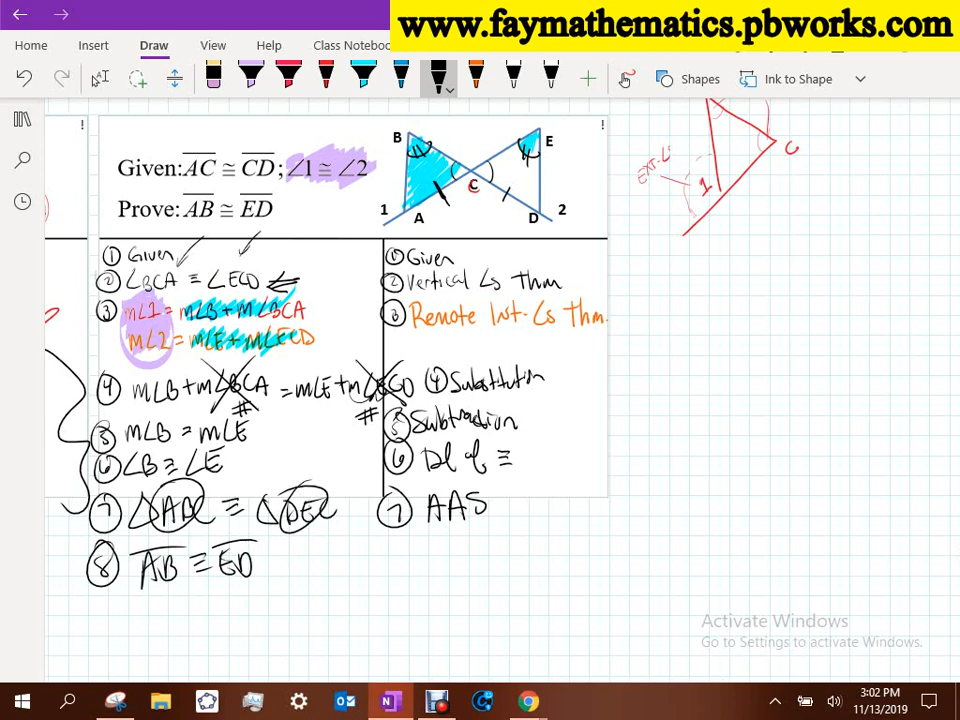 www.faymathematics.pbworks.com
Home Insert Draw View Help Class Notebook
Shapes Ink to Shape
Given: AC ≅ CD; ∠1 ≅ ∠2
Prove: AB ≅ ED
B E
C
1 A D 2
C
1
EXT. ∠
① Given ① Given
② ∠BCA ≅ ∠ECD ② Vertical ∠s Thm
③ m∠1 = m∠B + m∠BCA ③ Remote Int. ∠s Thm.
m∠2 = m∠E + m∠ECD
④ m∠B + m∠BCA = m∠E + m∠ECD ④ Substitution
# #
⑤ m∠B = m∠E ⑤ Subtraction
⑥ ∠B ≅ ∠E ⑥ Def of ≅
⑦ △ABC ≅ △DEC ⑦ AAS
⑧ AB ≅ ED
Activate Windows
Go to Settings to activate Windows.
3:02 PM
11/13/2019